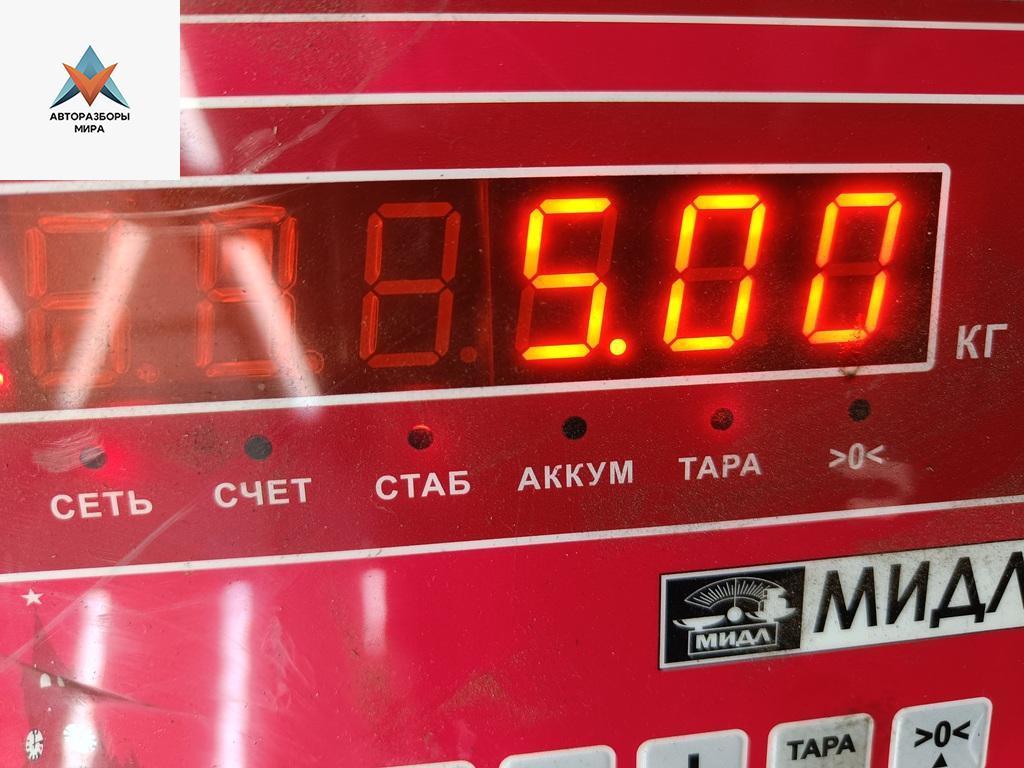 АВТОРАЗБОРЫ
МИРА
5.00
КГ
СЕТЬ СЧЕТ СТАБ АККУМ ТАРА >0<
МИДЛ МИДЛ
ТАРА >0<